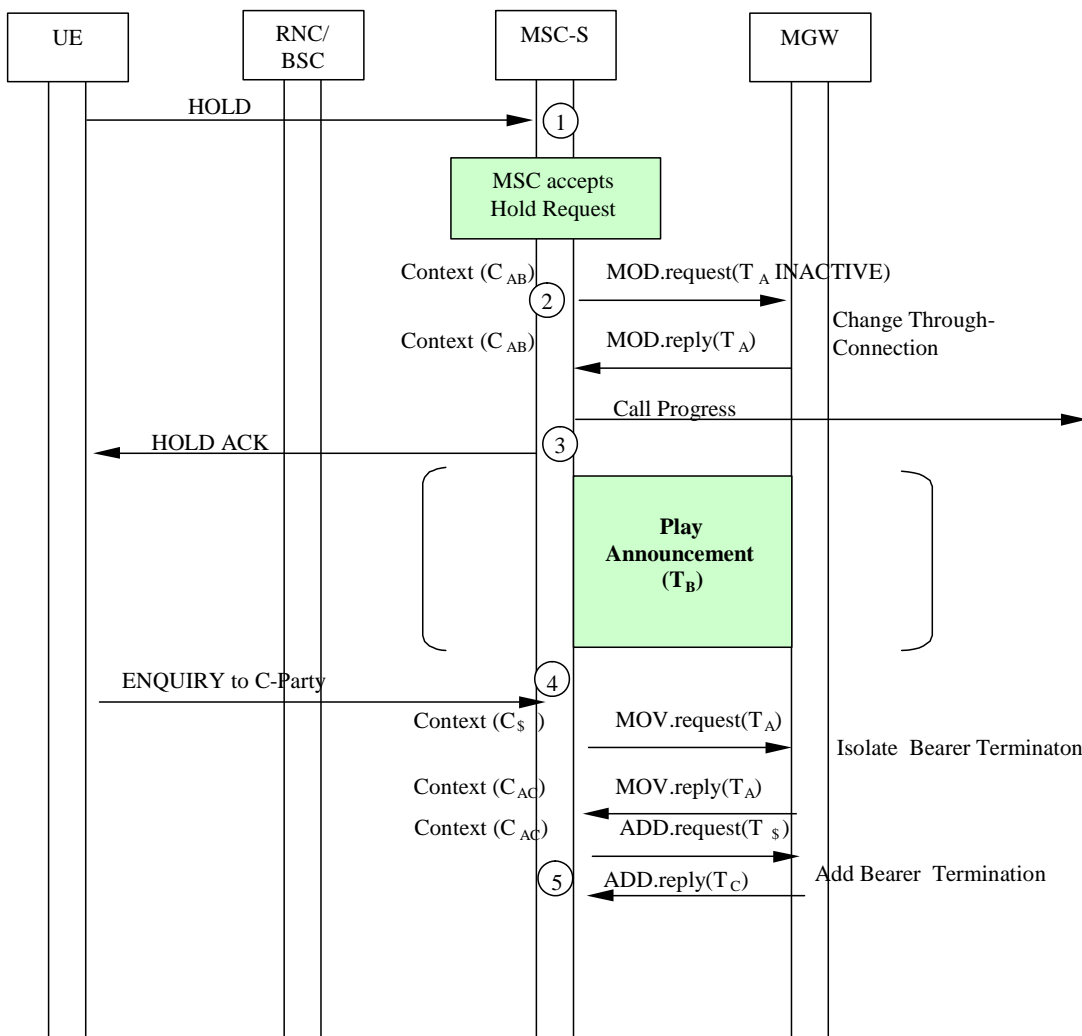 UE
RNC/
BSC
MSC-S
MGW
HOLD
1
MSC accepts
Hold Request
Context (C AB)
MOD.request(T A INACTIVE)
2
Change Through-
Connection
Context (C AB)
MOD.reply(T A)
Call Progress
3
HOLD ACK
Play
Announcement
(TB)
4
ENQUIRY to C-Party
Context (C$ )
MOV.request(TA)
Isolate Bearer Terminaton
Context (C AC)
MOV.reply(TA)
Context (C AC)
ADD.request(T $)
5
ADD.reply(T C)
Add Bearer Termination